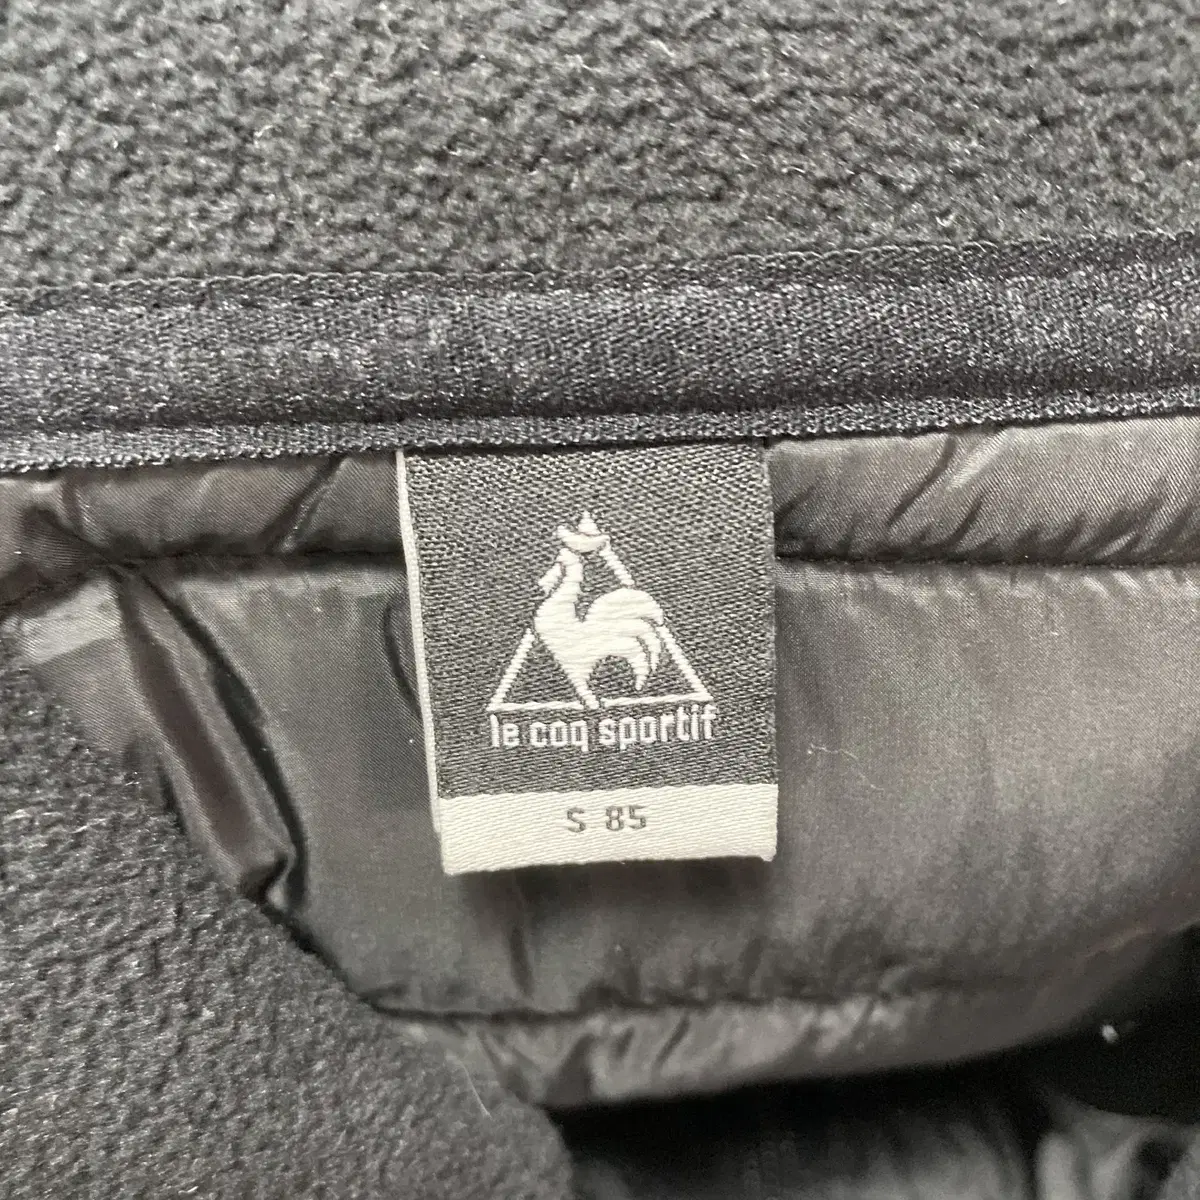 le coq sportif
S 85